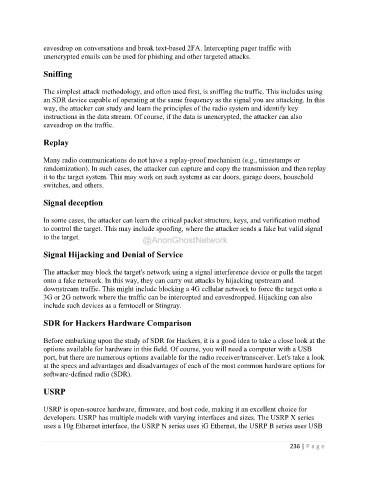 eavesdrop on conversations and break text-based 2FA. Intercepting pager traffic with
unencrypted emails can be used for phishing and other targeted attacks.
Sniffing
The simplest attack methodology, and often used first, is sniffing the traffic. This includes using
an SDR device capable of operating at the same frequency as the signal you are attacking. In this
way, the attacker can study and learn the principles of the radio system and identify key
instructions in the data stream. Of course, if the data is unencrypted, the attacker can also
eavesdrop on the traffic.
Replay
Many radio communications do not have a replay-proof mechanism (e.g., timestamps or
randomization). In such cases, the attacker can capture and copy the transmission and then replay
it to the target system. This may work on such systems as car doors, garage doors, household
switches, and others.
Signal deception
In some cases, the attacker can learn the critical packet structure, keys, and verification method
to control the target. This may include spoofing, where the attacker sends a fake but valid signal
to the target.
@AnonGhostNetwork
Signal Hijacking and Denial of Service
The attacker may block the target's network using a signal interference device or pulls the target
onto a fake network. In this way, they can carry out attacks by hijacking upstream and
downstream traffic. This might include blocking a 4G cellular network to force the target onto a
3G or 2G network where the traffic can be intercepted and eavesdropped. Hijacking can also
include such devices as a femtocell or Stingray.
SDR for Hackers Hardware Comparison
Before embarking upon the study of SDR for Hackers, it is a good idea to take a close look at the
options available for hardware in this field. Of course, you will need a computer with a USB
port, but there are numerous options available for the radio receiver/transceiver. Let's take a look
at the specs and advantages and disadvantages of each of the most common hardware options for
software-defined radio (SDR).
USRP
USRP is open-source hardware, firmware, and host code, making it an excellent choice for
developers. USRP has multiple models with varying interfaces and sizes. The USRP X series
uses a 10g Ethernet interface, the USRP N series uses iG Ethernet, the USRP B series uses USB
236 | P a g e